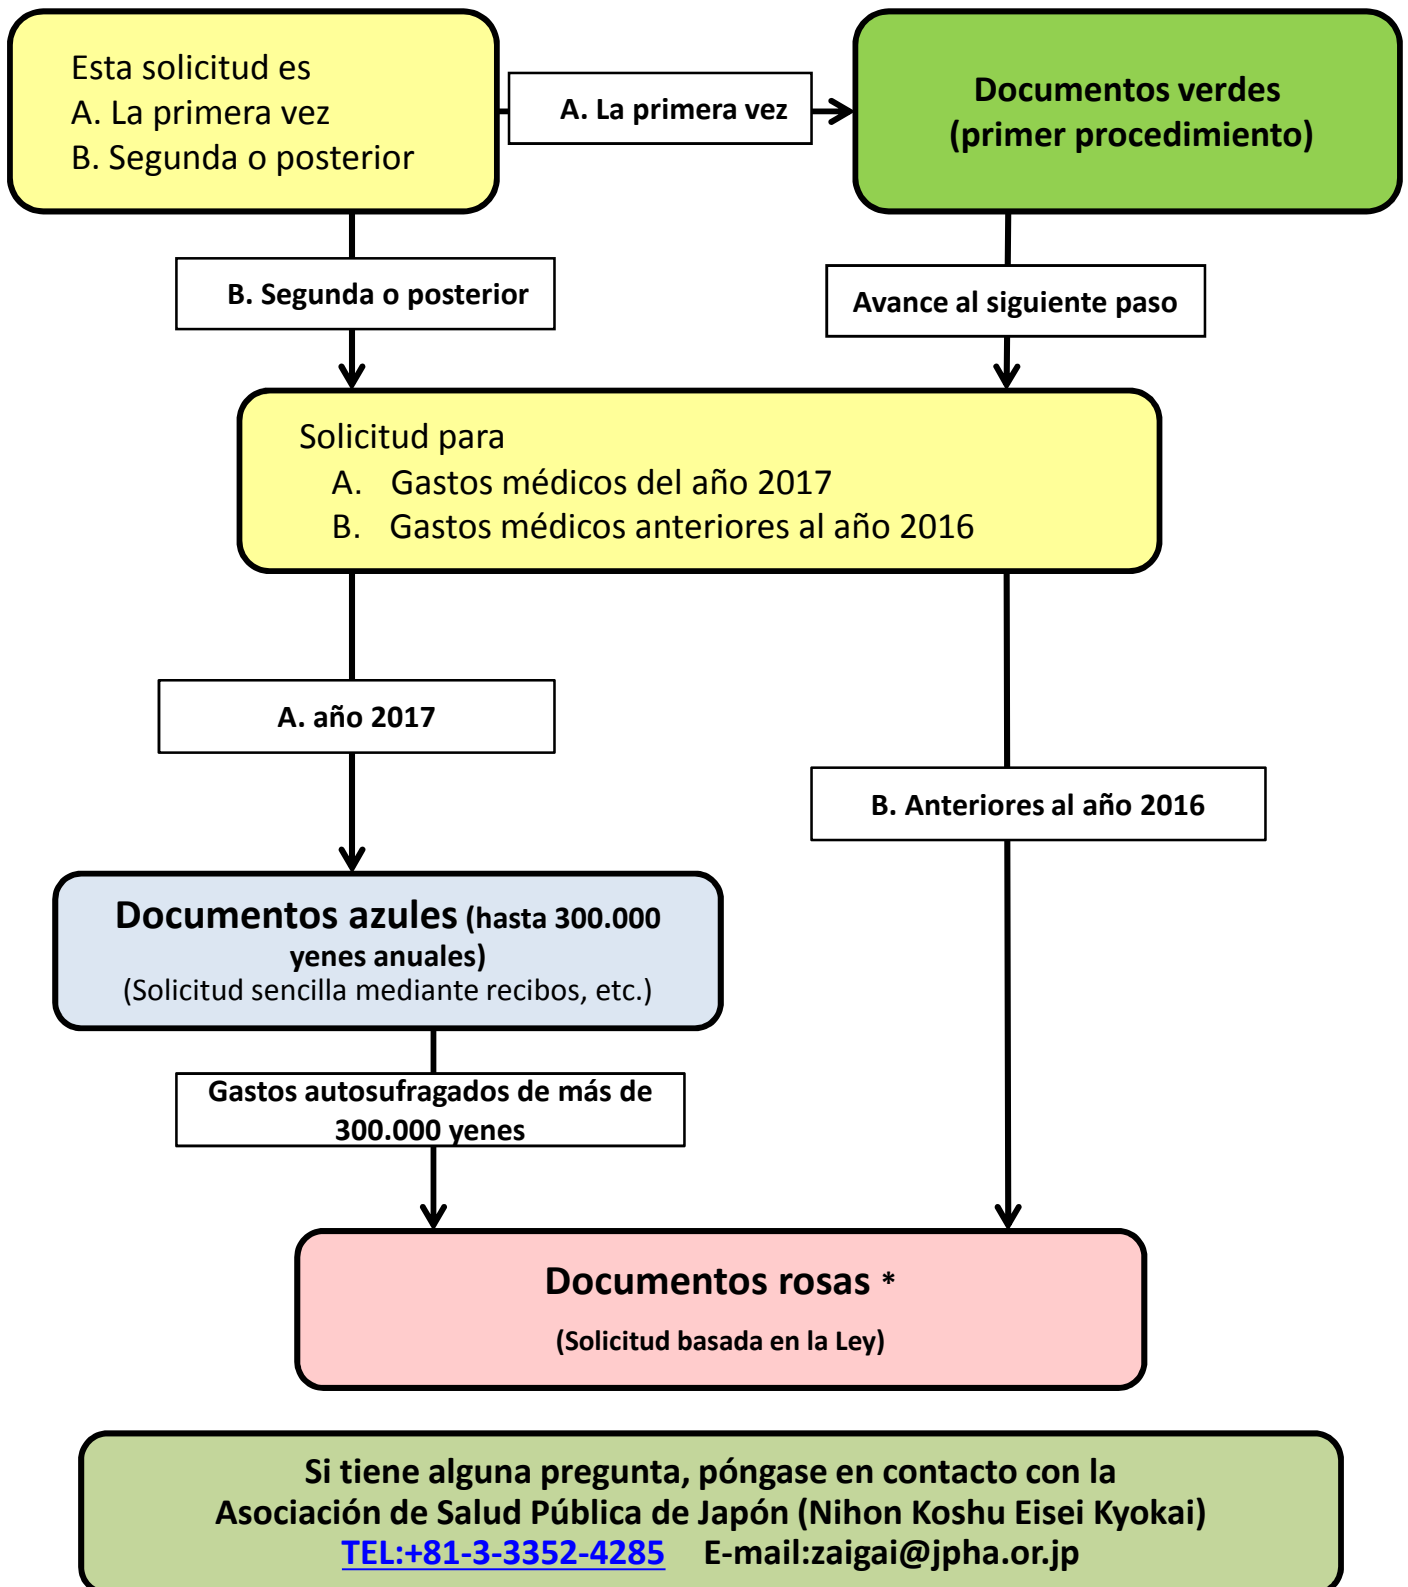 Esta solicitud es
A. La primera vez
B. Segunda o posterior
A. La primera vez
Documentos verdes
(primer procedimiento)
B. Segunda o posterior
Avance al siguiente paso
Solicitud para
A. Gastos médicos del año 2017
B. Gastos médicos anteriores al año 2016
A. año 2017
B. Anteriores al año 2016
Documentos azules (hasta 300.000
yenes anuales)
(Solicitud sencilla mediante recibos, etc.)
Gastos autosufragados de más de
300.000 yenes
Documentos rosas *
(Solicitud basada en la Ley)
Si tiene alguna pregunta, póngase en contacto con la
Asociación de Salud Pública de Japón (Nihon Koshu Eisei Kyokai)
TEL:+81-3-3352-4285 E-mail:zaigai@jpha.or.jp